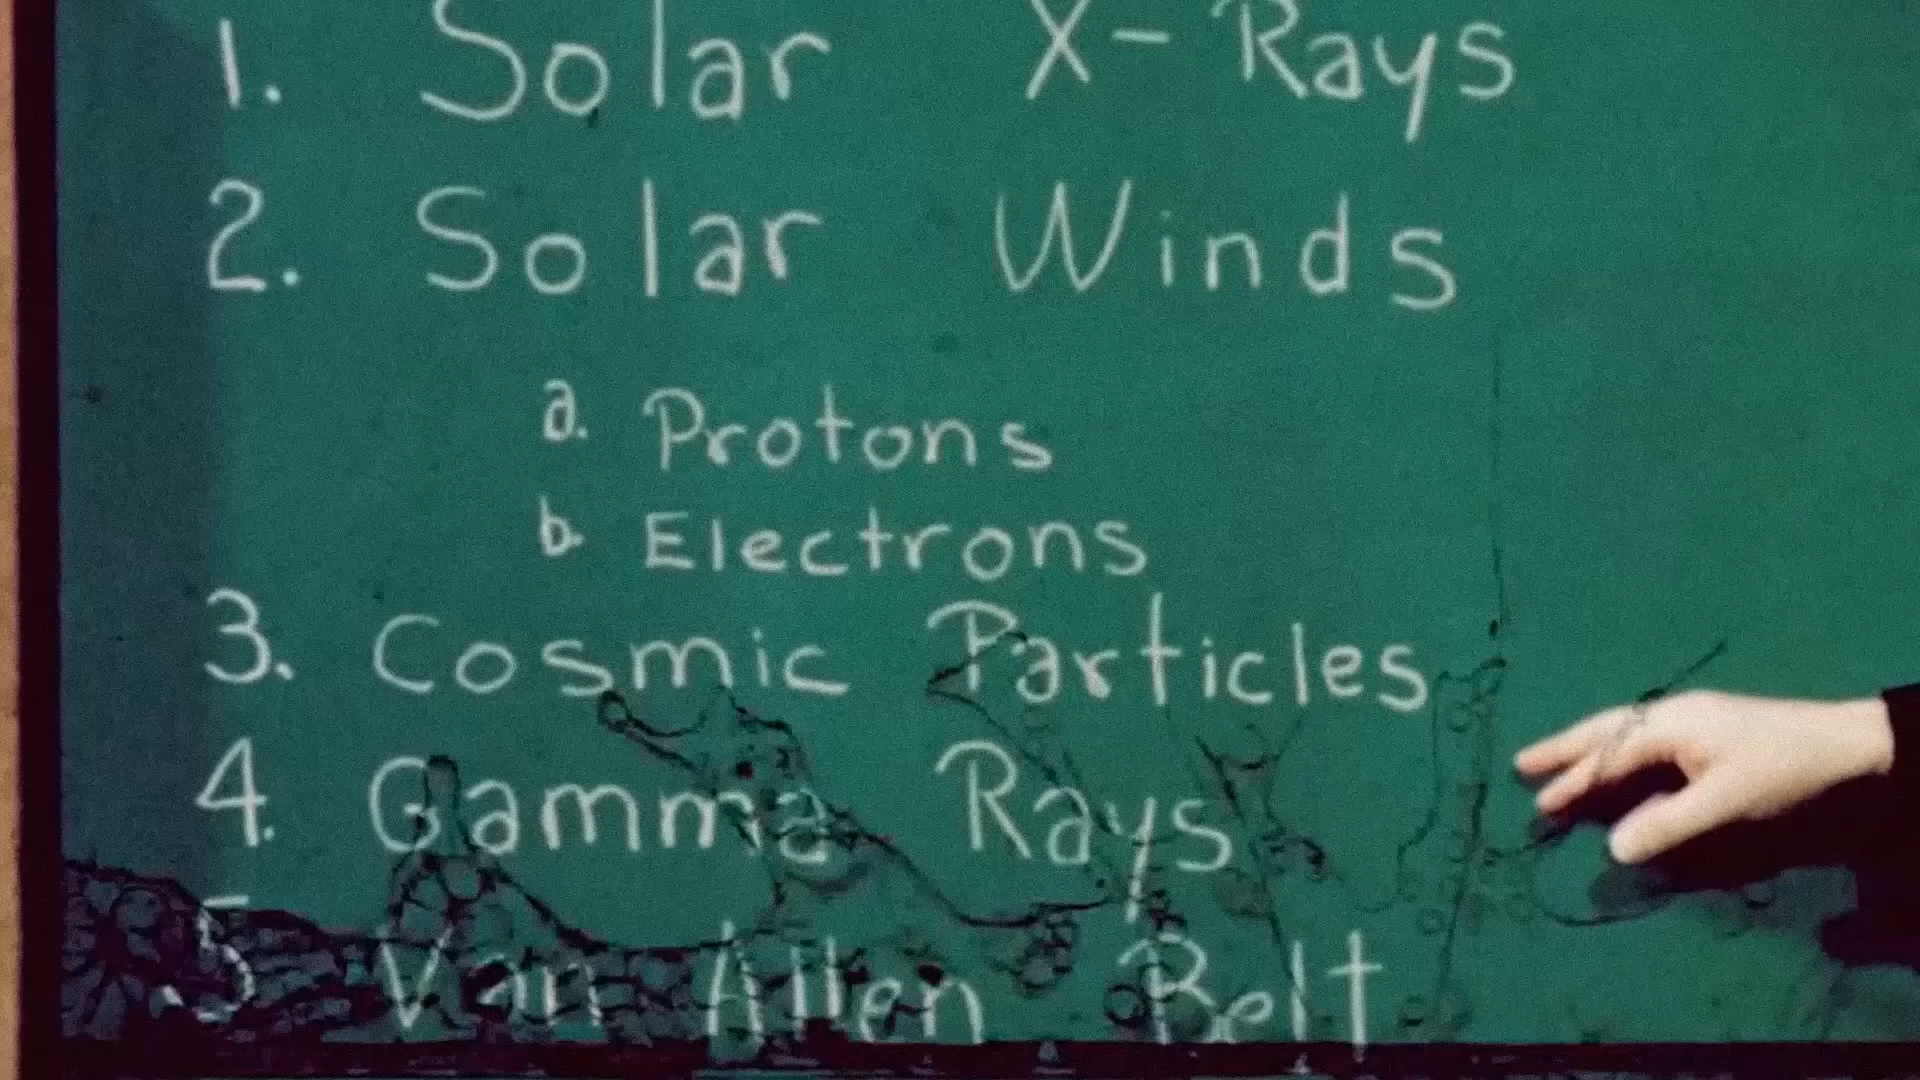 1. Solar X-Rays
2. Solar Winds
a. Protons
b. Electrons
3. Cosmic Particles
4. Gamma Rays
5 Van Allen Belt